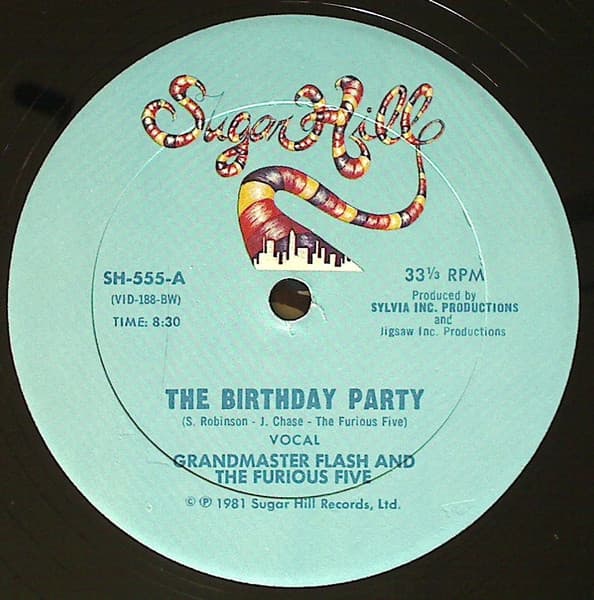 Sugar Hill
SH-555-A
(VID-188-BW)
TIME: 8:30
33⅓ RPM
Produced by
SYLVIA INC. PRODUCTIONS
and
Jigsaw Inc. Productions
THE BIRTHDAY PARTY
(S. Robinson - J. Chase - The Furious Five)
VOCAL
GRANDMASTER FLASH AND
THE FURIOUS FIVE
© ℗ 1981 Sugar Hill Records, Ltd.